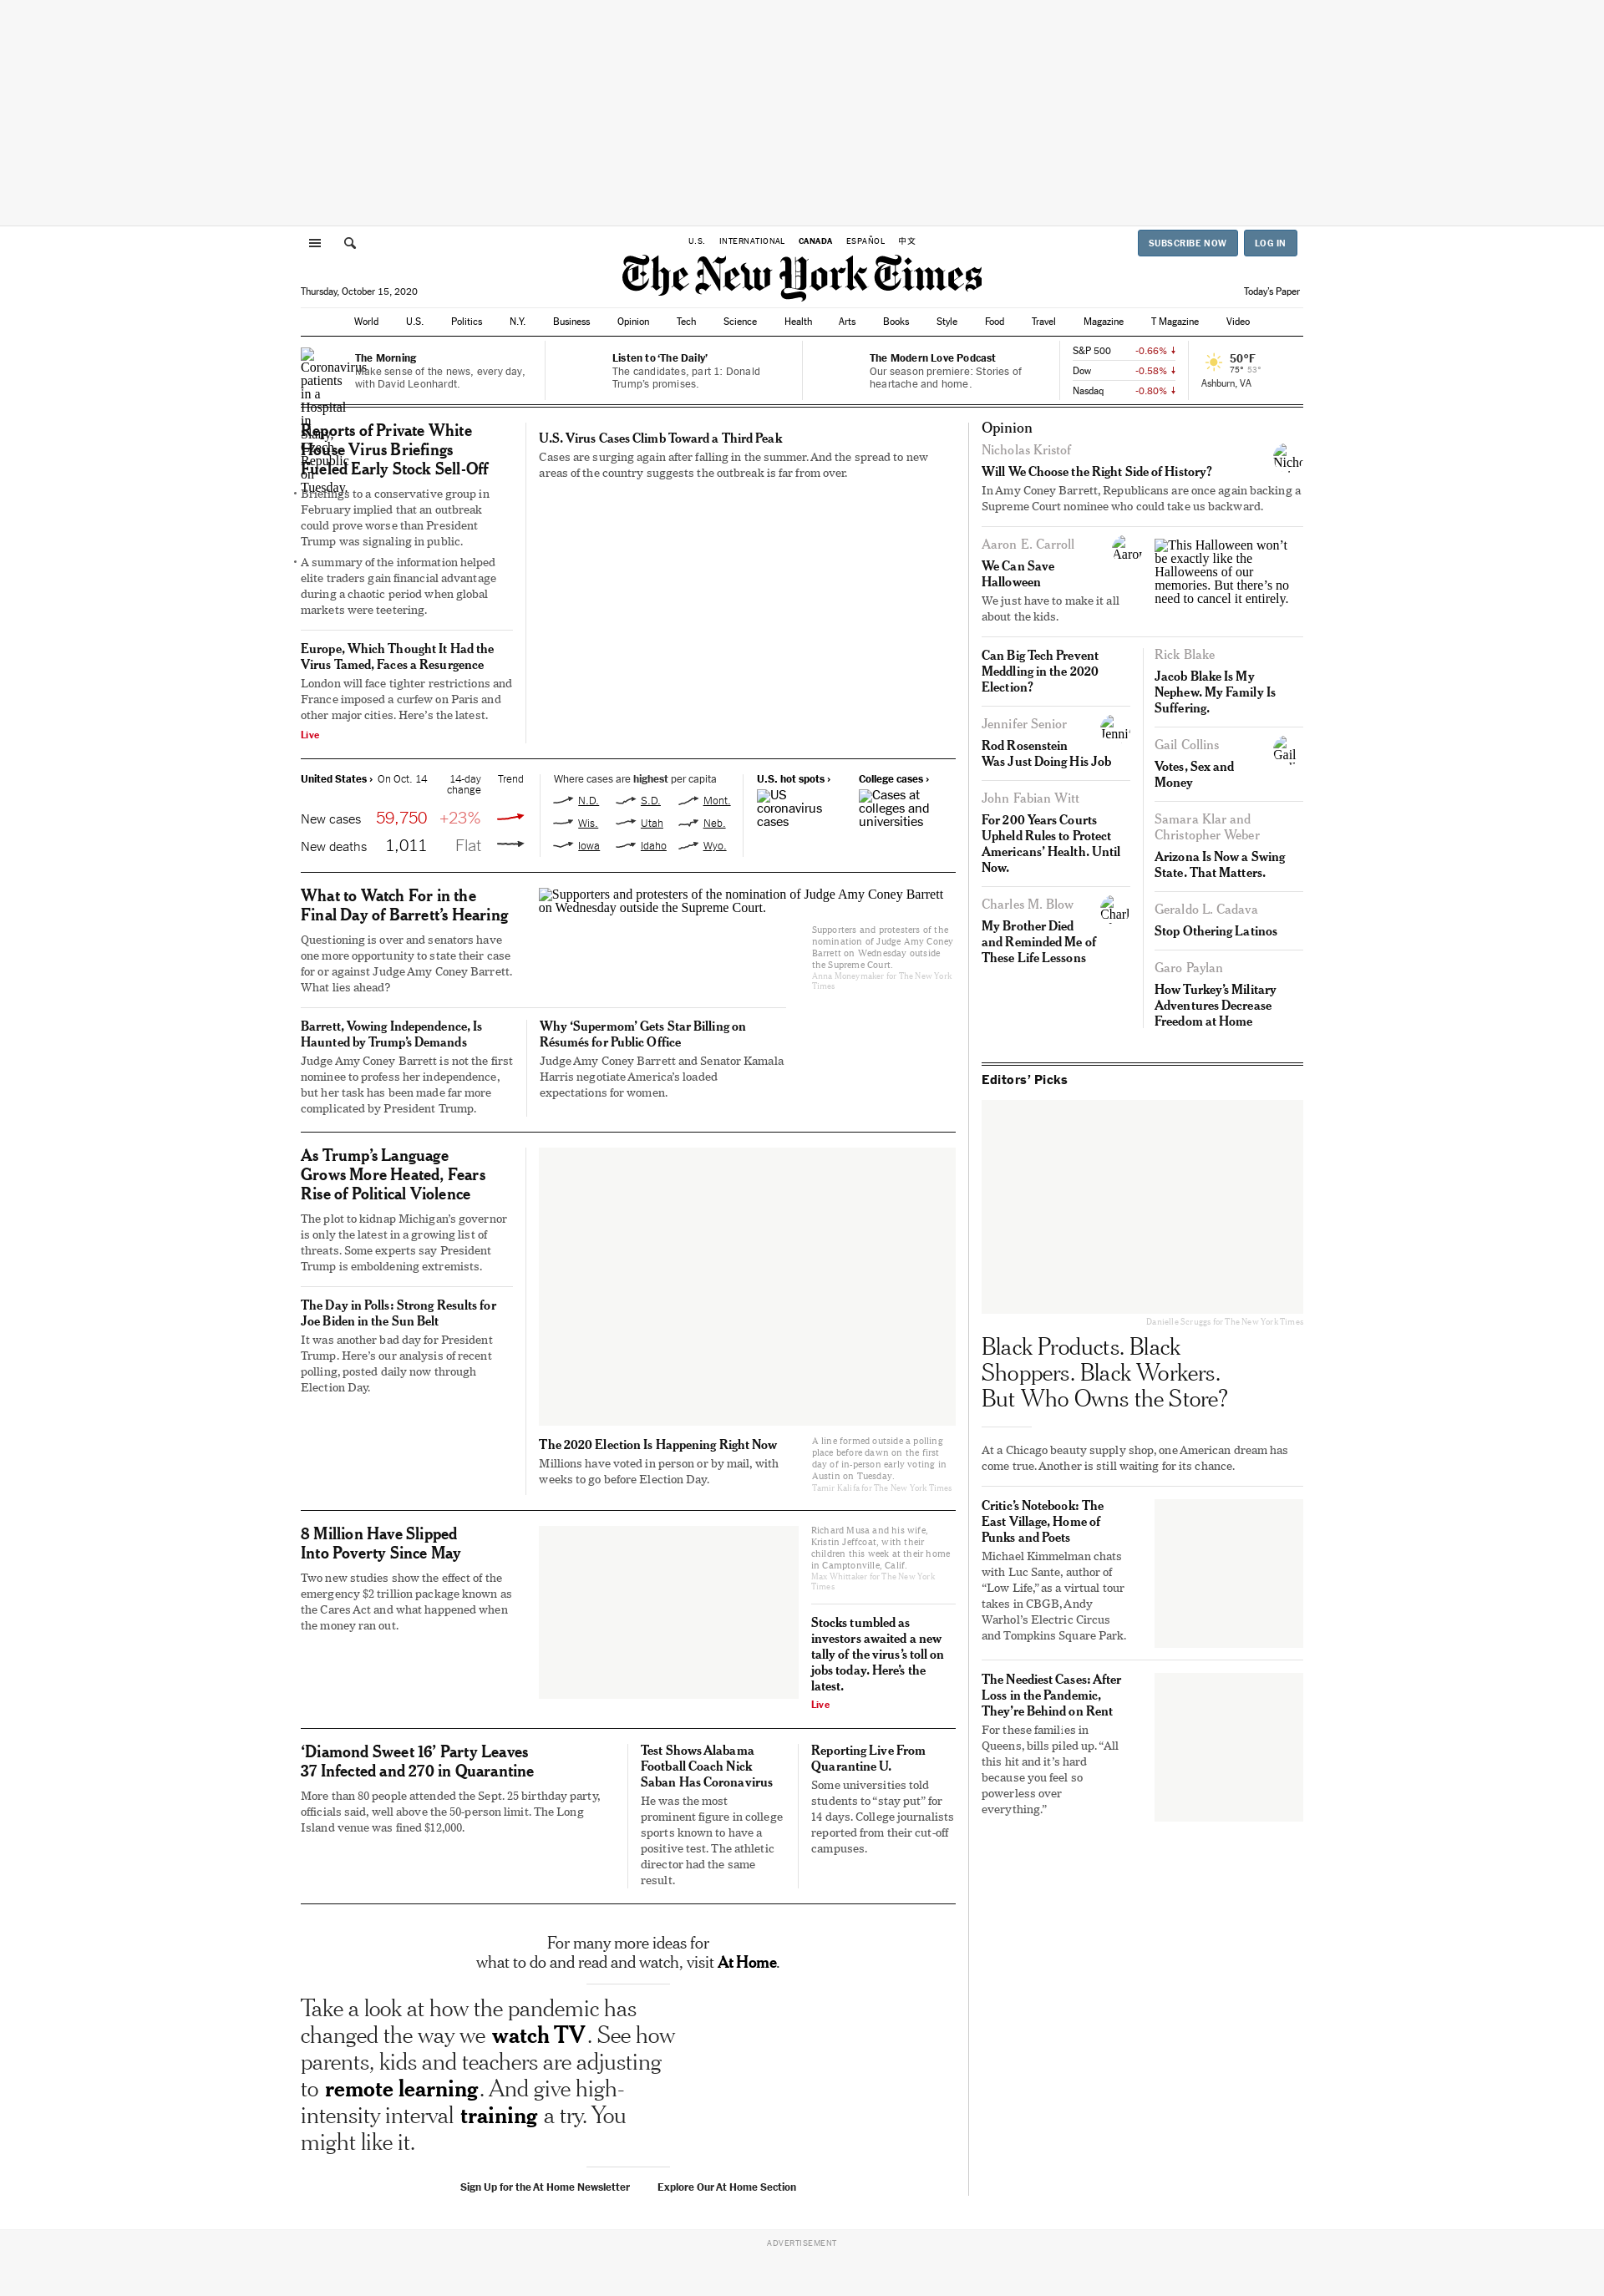 U.S. INTERNATIONAL CANADA ESPAÑOL 中文
SUBSCRIBE NOW LOG IN
The New York Times
Thursday, October 15, 2020
Today's Paper
World U.S. Politics N.Y. Business Opinion Tech Science Health Arts Books Style Food Travel Magazine T Magazine Video
Coronavirus
patients
in a
Hospital
in
Slany,
Czech
Republic
on
Tuesday.
The Morning
Make sense of the news, every day,
with David Leonhardt.
Listen to ‘The Daily’
The candidates, part 1: Donald
Trump’s promises.
The Modern Love Podcast
Our season premiere: Stories of
heartache and home.
S&P 500 -0.66% ↓
Dow -0.58% ↓
Nasdaq -0.80% ↓
50°F
75° 53°
Ashburn, VA
Reports of Private White
House Virus Briefings
Fueled Early Stock Sell-Off
• Briefings to a conservative group in
February implied that an outbreak
could prove worse than President
Trump was signaling in public.
• A summary of the information helped
elite traders gain financial advantage
during a chaotic period when global
markets were teetering.
Europe, Which Thought It Had the
Virus Tamed, Faces a Resurgence
London will face tighter restrictions and
France imposed a curfew on Paris and
other major cities. Here’s the latest.
Live
U.S. Virus Cases Climb Toward a Third Peak
Cases are surging again after falling in the summer. And the spread to new
areas of the country suggests the outbreak is far from over.
United States › On Oct. 14 14-day
change Trend
New cases 59,750 +23%
New deaths 1,011 Flat
Where cases are highest per capita
N.D. S.D. Mont.
Wis. Utah Neb.
Iowa Idaho Wyo.
U.S. hot spots ›
US
coronavirus
cases
College cases ›
Cases at
colleges and
universities
What to Watch For in the
Final Day of Barrett’s Hearing
Questioning is over and senators have
one more opportunity to state their case
for or against Judge Amy Coney Barrett.
What lies ahead?
Supporters and protesters of the nomination of Judge Amy Coney Barrett
on Wednesday outside the Supreme Court.
Supporters and protesters of the
nomination of Judge Amy Coney
Barrett on Wednesday outside
the Supreme Court.
Anna Moneymaker for The New York
Times
Barrett, Vowing Independence, Is
Haunted by Trump’s Demands
Judge Amy Coney Barrett is not the first
nominee to profess her independence,
but her task has been made far more
complicated by President Trump.
Why ‘Supermom’ Gets Star Billing on
Résumés for Public Office
Judge Amy Coney Barrett and Senator Kamala
Harris negotiate America’s loaded
expectations for women.
As Trump’s Language
Grows More Heated, Fears
Rise of Political Violence
The plot to kidnap Michigan’s governor
is only the latest in a growing list of
threats. Some experts say President
Trump is emboldening extremists.
The Day in Polls: Strong Results for
Joe Biden in the Sun Belt
It was another bad day for President
Trump. Here’s our analysis of recent
polling, posted daily now through
Election Day.
The 2020 Election Is Happening Right Now
Millions have voted in person or by mail, with
weeks to go before Election Day.
A line formed outside a polling
place before dawn on the first
day of in-person early voting in
Austin on Tuesday.
Tamir Kalifa for The New York Times
8 Million Have Slipped
Into Poverty Since May
Two new studies show the effect of the
emergency $2 trillion package known as
the Cares Act and what happened when
the money ran out.
Richard Musa and his wife,
Kristin Jeffcoat, with their
children this week at their home
in Camptonville, Calif.
Max Whittaker for The New York
Times
Stocks tumbled as
investors awaited a new
tally of the virus’s toll on
jobs today. Here’s the
latest.
Live
‘Diamond Sweet 16’ Party Leaves
37 Infected and 270 in Quarantine
More than 80 people attended the Sept. 25 birthday party,
officials said, well above the 50-person limit. The Long
Island venue was fined $12,000.
Test Shows Alabama
Football Coach Nick
Saban Has Coronavirus
He was the most
prominent figure in college
sports known to have a
positive test. The athletic
director had the same
result.
Reporting Live From
Quarantine U.
Some universities told
students to “stay put” for
14 days. College journalists
reported from their cut-off
campuses.
For many more ideas for
what to do and read and watch, visit At Home.
Take a look at how the pandemic has
changed the way we watch TV. See how
parents, kids and teachers are adjusting
to remote learning. And give high-
intensity interval training a try. You
might like it.
Sign Up for the At Home Newsletter Explore Our At Home Section
Opinion
Nicholas Kristof
Will We Choose the Right Side of History?
In Amy Coney Barrett, Republicans are once again backing a
Supreme Court nominee who could take us backward.
Aaron E. Carroll
Aaron
We Can Save
Halloween
We just have to make it all
about the kids.
This Halloween won’t
be exactly like the
Halloweens of our
memories. But there’s no
need to cancel it entirely.
Can Big Tech Prevent
Meddling in the 2020
Election?
Jennifer Senior
Rod Rosenstein
Was Just Doing His Job
John Fabian Witt
For 200 Years Courts
Upheld Rules to Protect
Americans’ Health. Until
Now.
Charles M. Blow
My Brother Died
and Reminded Me of
These Life Lessons
Rick Blake
Jacob Blake Is My
Nephew. My Family Is
Suffering.
Gail Collins
Gail
Votes, Sex and
Money
Samara Klar and
Christopher Weber
Arizona Is Now a Swing
State. That Matters.
Geraldo L. Cadava
Stop Othering Latinos
Garo Paylan
How Turkey’s Military
Adventures Decrease
Freedom at Home
Editors’ Picks
Danielle Scruggs for The New York Times
Black Products. Black
Shoppers. Black Workers.
But Who Owns the Store?
At a Chicago beauty supply shop, one American dream has
come true. Another is still waiting for its chance.
Critic’s Notebook: The
East Village, Home of
Punks and Poets
Michael Kimmelman chats
with Luc Sante, author of
“Low Life,” as a virtual tour
takes in CBGB, Andy
Warhol’s Electric Circus
and Tompkins Square Park.
The Neediest Cases: After
Loss in the Pandemic,
They’re Behind on Rent
For these families in
Queens, bills piled up. “All
this hit and it’s hard
because you feel so
powerless over
everything.”
ADVERTISEMENT